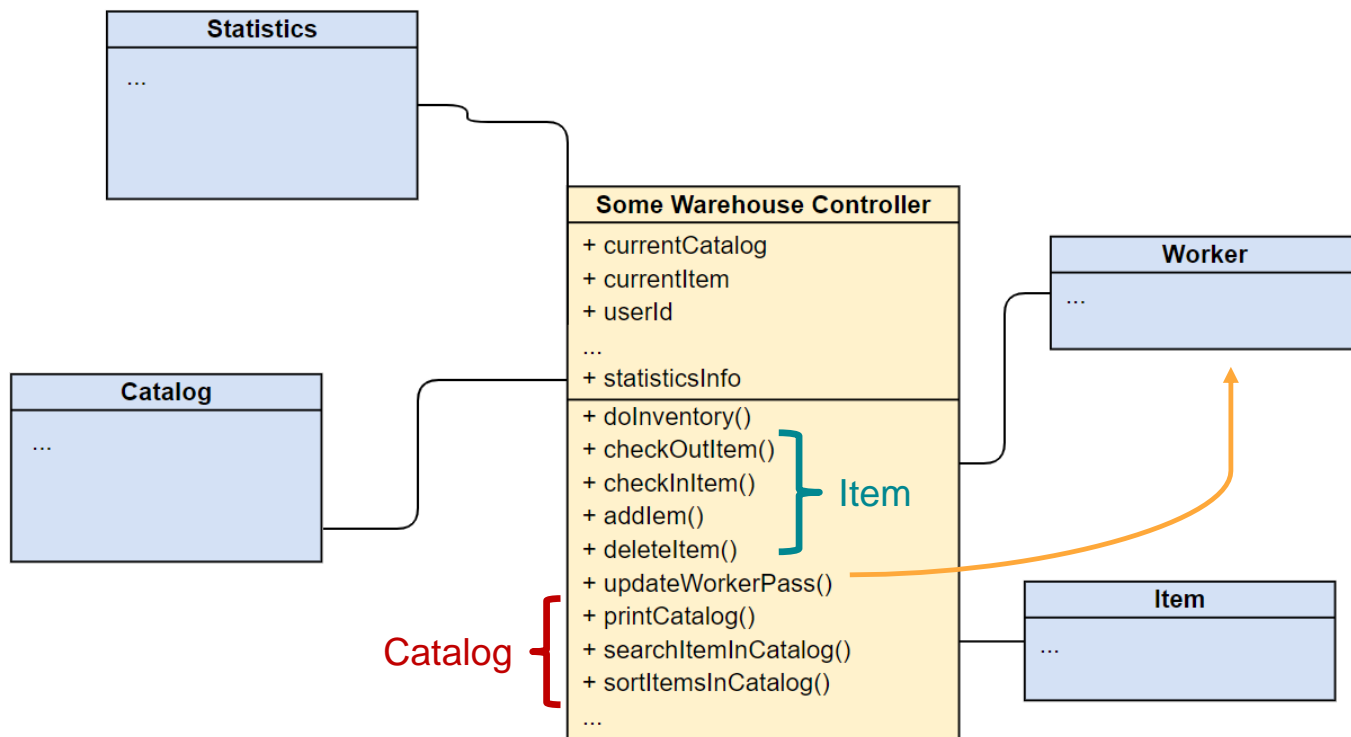 Statistics
...
Some Warehouse Controller
+ currentCatalog
+ currentItem
+ userId
...
+ statisticsInfo
+ doInventory()
+ checkOutItem()
+ checkInItem()
+ addIem()
+ deleteItem()
+ updateWorkerPass()
+ printCatalog()
+ searchItemInCatalog()
+ sortItemsInCatalog()
...
Worker
...
Catalog
...
Item
Catalog
Item
...